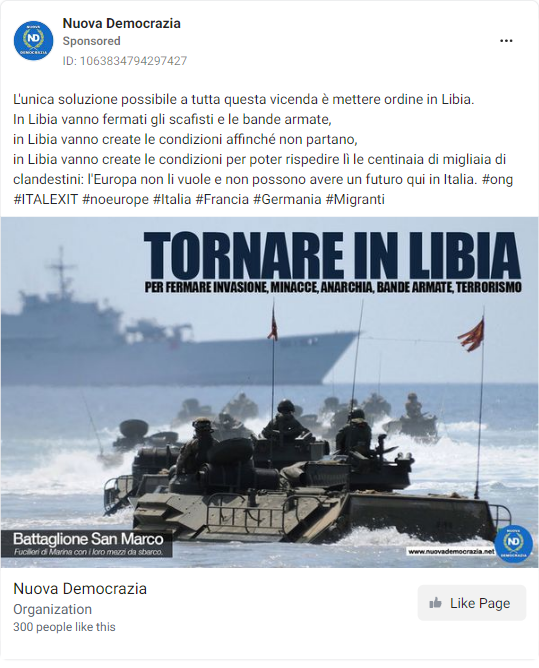 Nuova Democrazia
Sponsored
ID: 1063834794297427
L'unica soluzione possibile a tutta questa vicenda è mettere ordine in Libia.
In Libia vanno fermati gli scafisti e le bande armate,
in Libia vanno create le condizioni affinché non partano,
in Libia vanno create le condizioni per poter rispedire lì le centinaia di migliaia di
clandestini: l'Europa non li vuole e non possono avere un futuro qui in Italia. #ong
#ITALEXIT #noeurope #Italia #Francia #Germania #Migranti
TORNARE IN LIBIA
PER FERMARE INVASIONE, MINACCE, ANARCHIA, BANDE ARMATE, TERRORISMO
Battaglione San Marco
Fucilieri di Marina con i loro mezzi da sbarco.
www.nuovademocrazia.net
NUOVA
ND
DEMOCRAZIA
Nuova Democrazia
Organization
300 people like this
Like Page